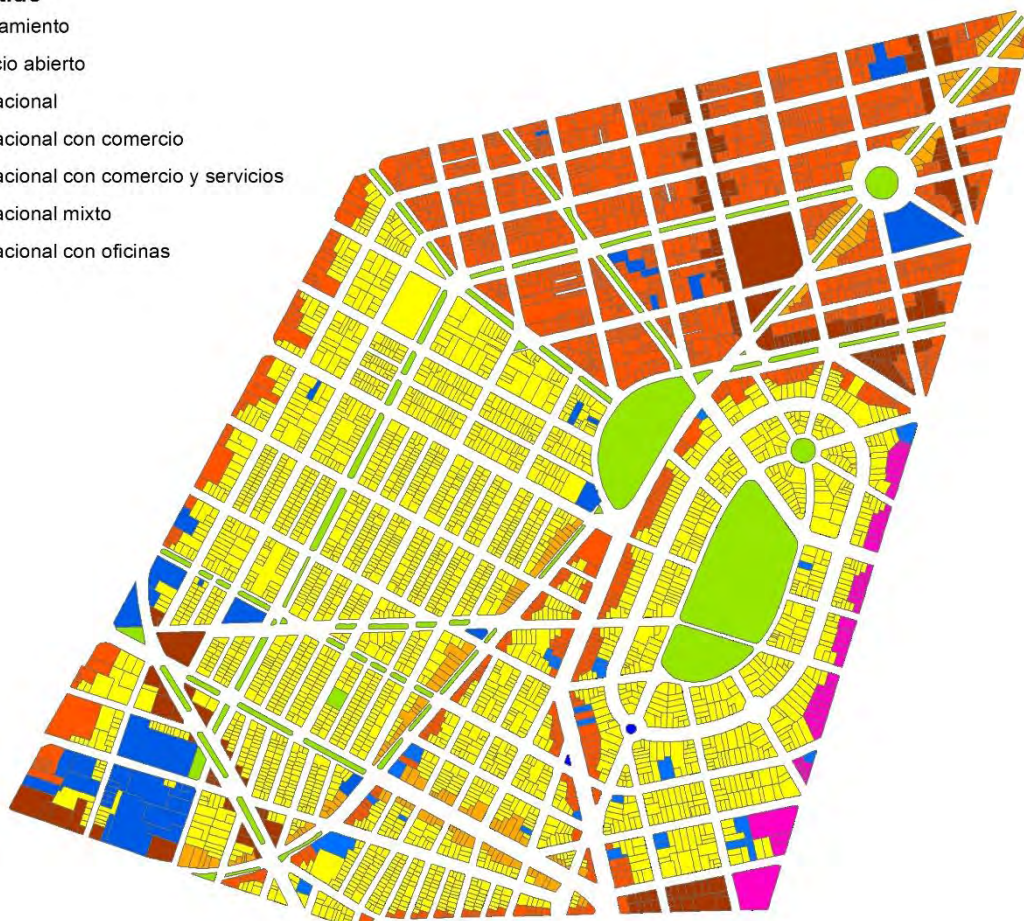 amiento
io abierto
acional
acional con comercio
acional con comercio y servicios
acional mixto
acional con oficinas